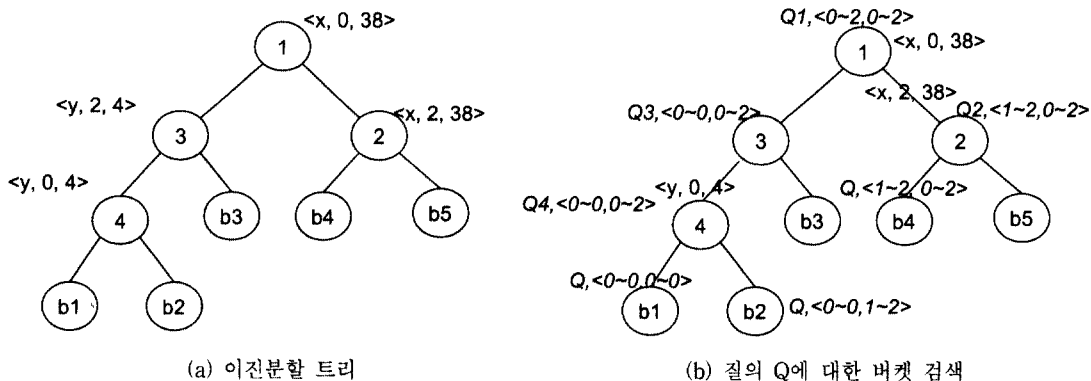 <x, 0, 38>
1
<y, 2, 4>
<x, 2, 38>
3
2
<y, 0, 4>
4
b3
b4
b5
b1
b2
(a) 이진분할 트리
Q1,<0~2,0~2>
<x, 0, 38>
1
<x, 2, 38>
Q3,<0~0,0~2>
Q2,<1~2,0~2>
3
2
<y, 0, 4>
Q4,<0~0,0~2>
Q,<1~2, 0~2>
4
b3
b4
b5
Q,<0~0,0~0>
b1
b2
Q,<0~0,1~2>
(b) 질의 Q에 대한 버켓 검색